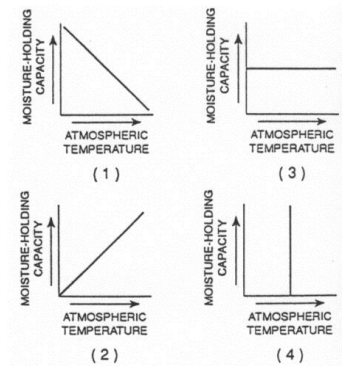 MOISTURE-HOLDING
CAPACITY
ATMOSPHERIC
TEMPERATURE
(1)
MOISTURE-HOLDING
CAPACITY
ATMOSPHERIC
TEMPERATURE
(3)
MOISTURE-HOLDING
CAPACITY
ATMOSPHERIC
TEMPERATURE
(2)
MOISTURE-HOLDING
CAPACITY
ATMOSPHERIC
TEMPERATURE
(4)